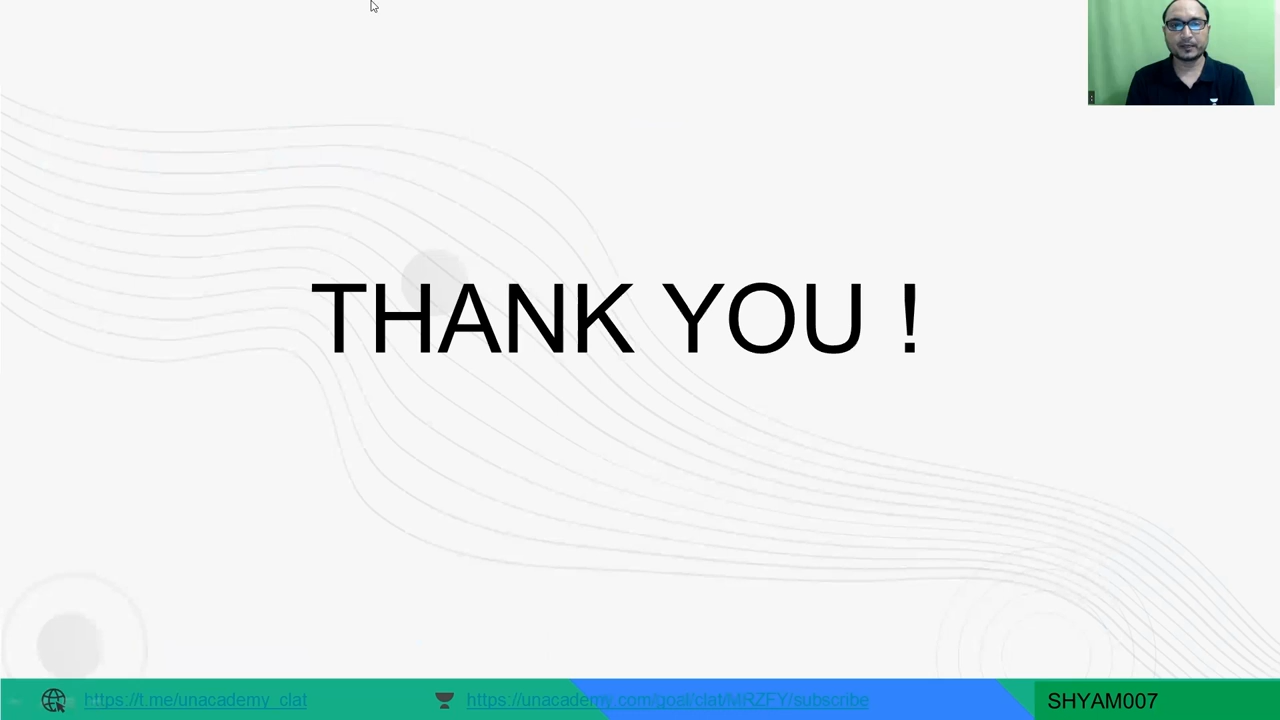 THANK YOU !
https://t.me/unacademy_clat
https://unacademy.com/goal/clat/MRZFY/subscribe
SHYAM007